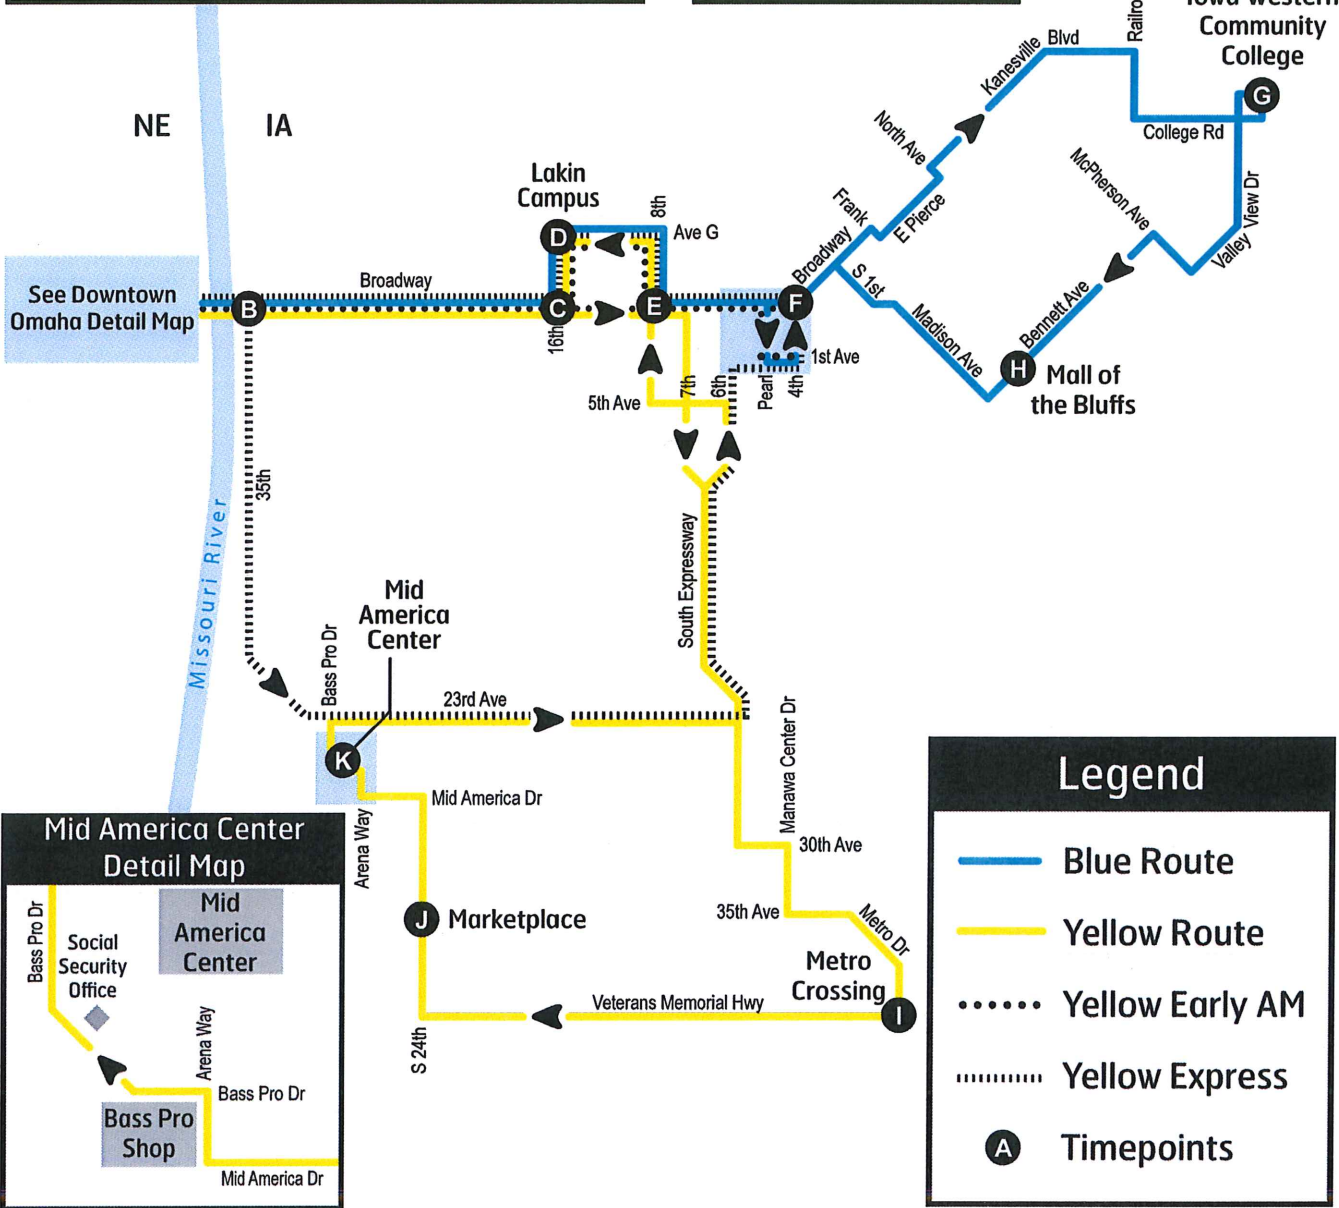 Iowa Western
Community
College
G
Kanesville
Blvd
College Rd
North Ave
McPherson Ave
Valley
View Dr
NE
IA
Lakin
Campus
D
8th
Ave G
Frank
E Pierce
Broadway
S 1st
Madison Ave
Bennett Ave
H
Mall of
the Bluffs
See Downtown
Omaha Detail Map
B
Broadway
C
E
F
16th
1st Ave
7th
6th
Pearl
4th
5th Ave
35th
Missouri River
South Expressway
Mid
America
Center
Bass Pro Dr
23rd Ave
K
Mid America Dr
Arena Way
Manawa Center Dr
30th Ave
35th Ave
Metro Dr
J
Marketplace
Metro
Crossing
I
Veterans Memorial Hwy
S 24th
Mid America Center
Detail Map
Bass Pro Dr
Mid
America
Center
Social
Security
Office
Arena Way
Bass Pro Dr
Bass Pro
Shop
Mid America Dr
Legend
Blue Route
Yellow Route
Yellow Early AM
Yellow Express
A
Timepoints